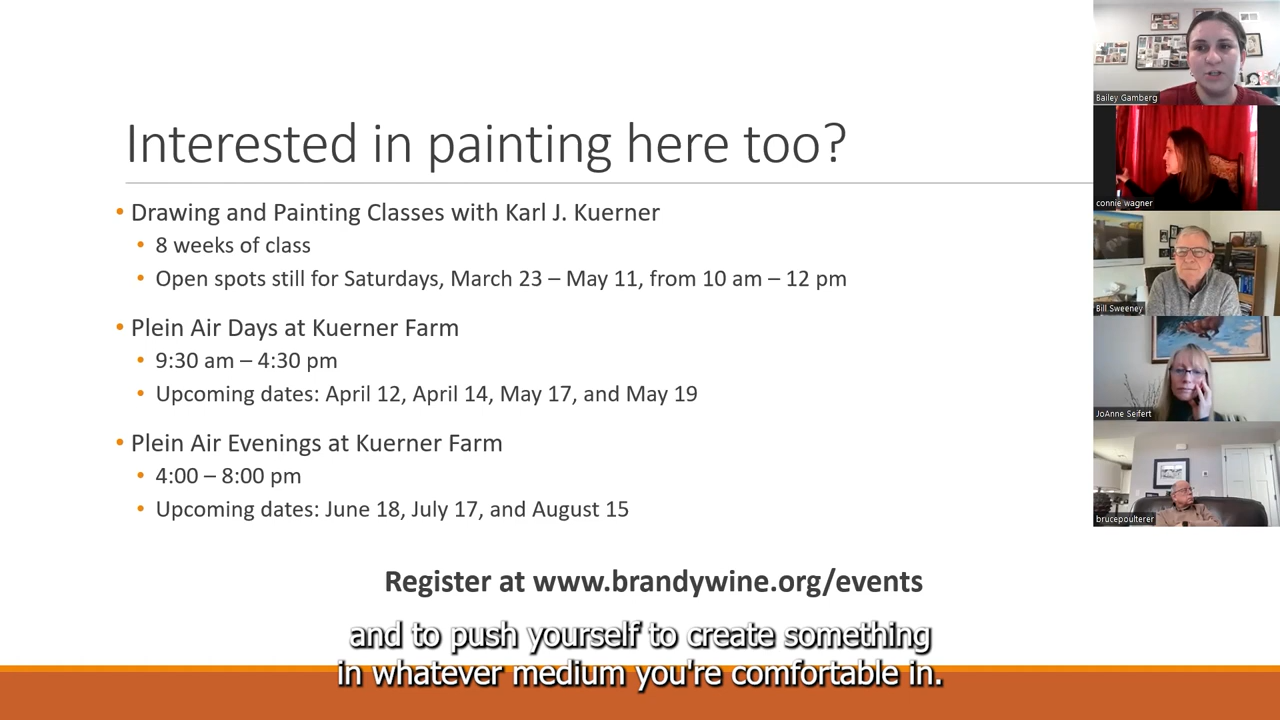 Interested in painting here too?
• Drawing and Painting Classes with Karl J. Kuerner
• 8 weeks of class
• Open spots still for Saturdays, March 23 – May 11, from 10 am – 12 pm
• Plein Air Days at Kuerner Farm
• 9:30 am – 4:30 pm
• Upcoming dates: April 12, April 14, May 17, and May 19
• Plein Air Evenings at Kuerner Farm
• 4:00 – 8:00 pm
• Upcoming dates: June 18, July 17, and August 15
Register at www.brandywine.org/events
and to push yourself to create something
in whatever medium you're comfortable in.
Bailey Gamberg
connie wagner
Bill Sweeney
JoAnne Seifert
brucepoulterer